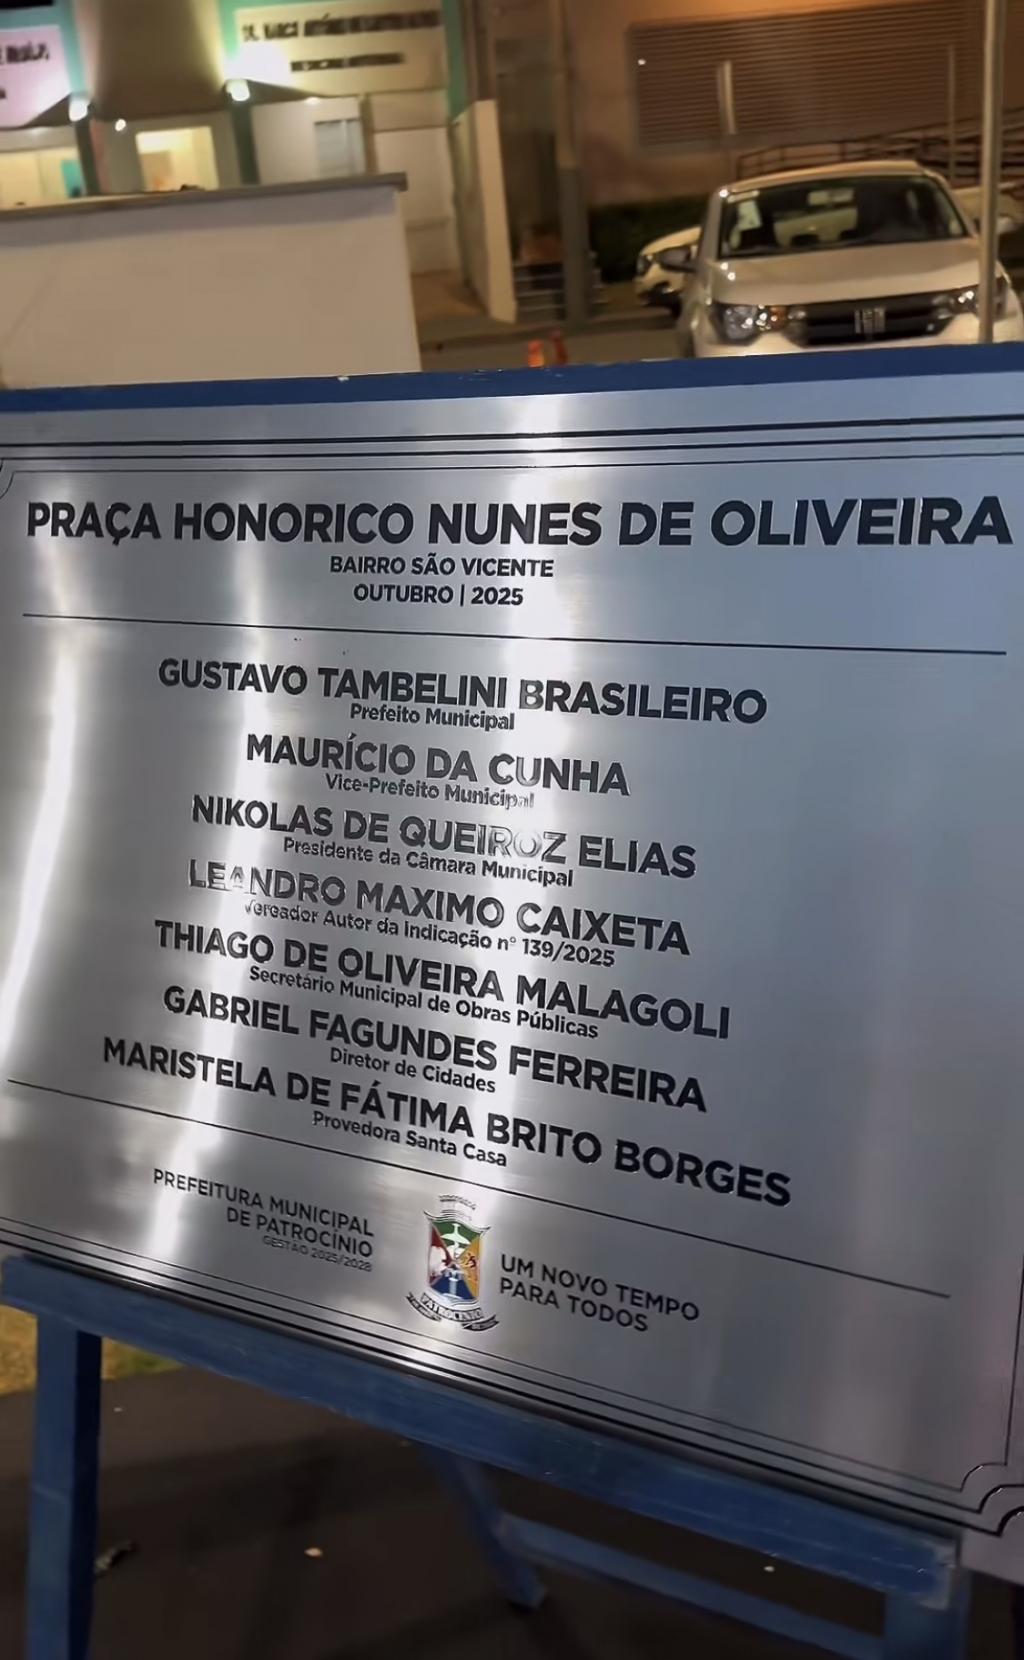 PRAÇA HONORICO NUNES DE OLIVEIRA
BAIRRO SÃO VICENTE
OUTUBRO | 2025
GUSTAVO TAMBELINI BRASILEIRO
Prefeito Municipal
MAURÍCIO DA CUNHA
Vice-Prefeito Municipal
NIKOLAS DE QUEIROZ ELIAS
Presidente da Câmara Municipal
LEANDRO MAXIMO CAIXETA
Vereador Autor da Indicação nº 139/2025
THIAGO DE OLIVEIRA MALAGOLI
Secretário Municipal de Obras Públicas
GABRIEL FAGUNDES FERREIRA
Diretor de Cidades
MARISTELA DE FÁTIMA BRITO BORGES
Provedora Santa Casa
PREFEITURA MUNICIPAL
DE PATROCÍNIO
GESTÃO 2025/2028
PATROCINIO
UM NOVO TEMPO
PARA TODOS